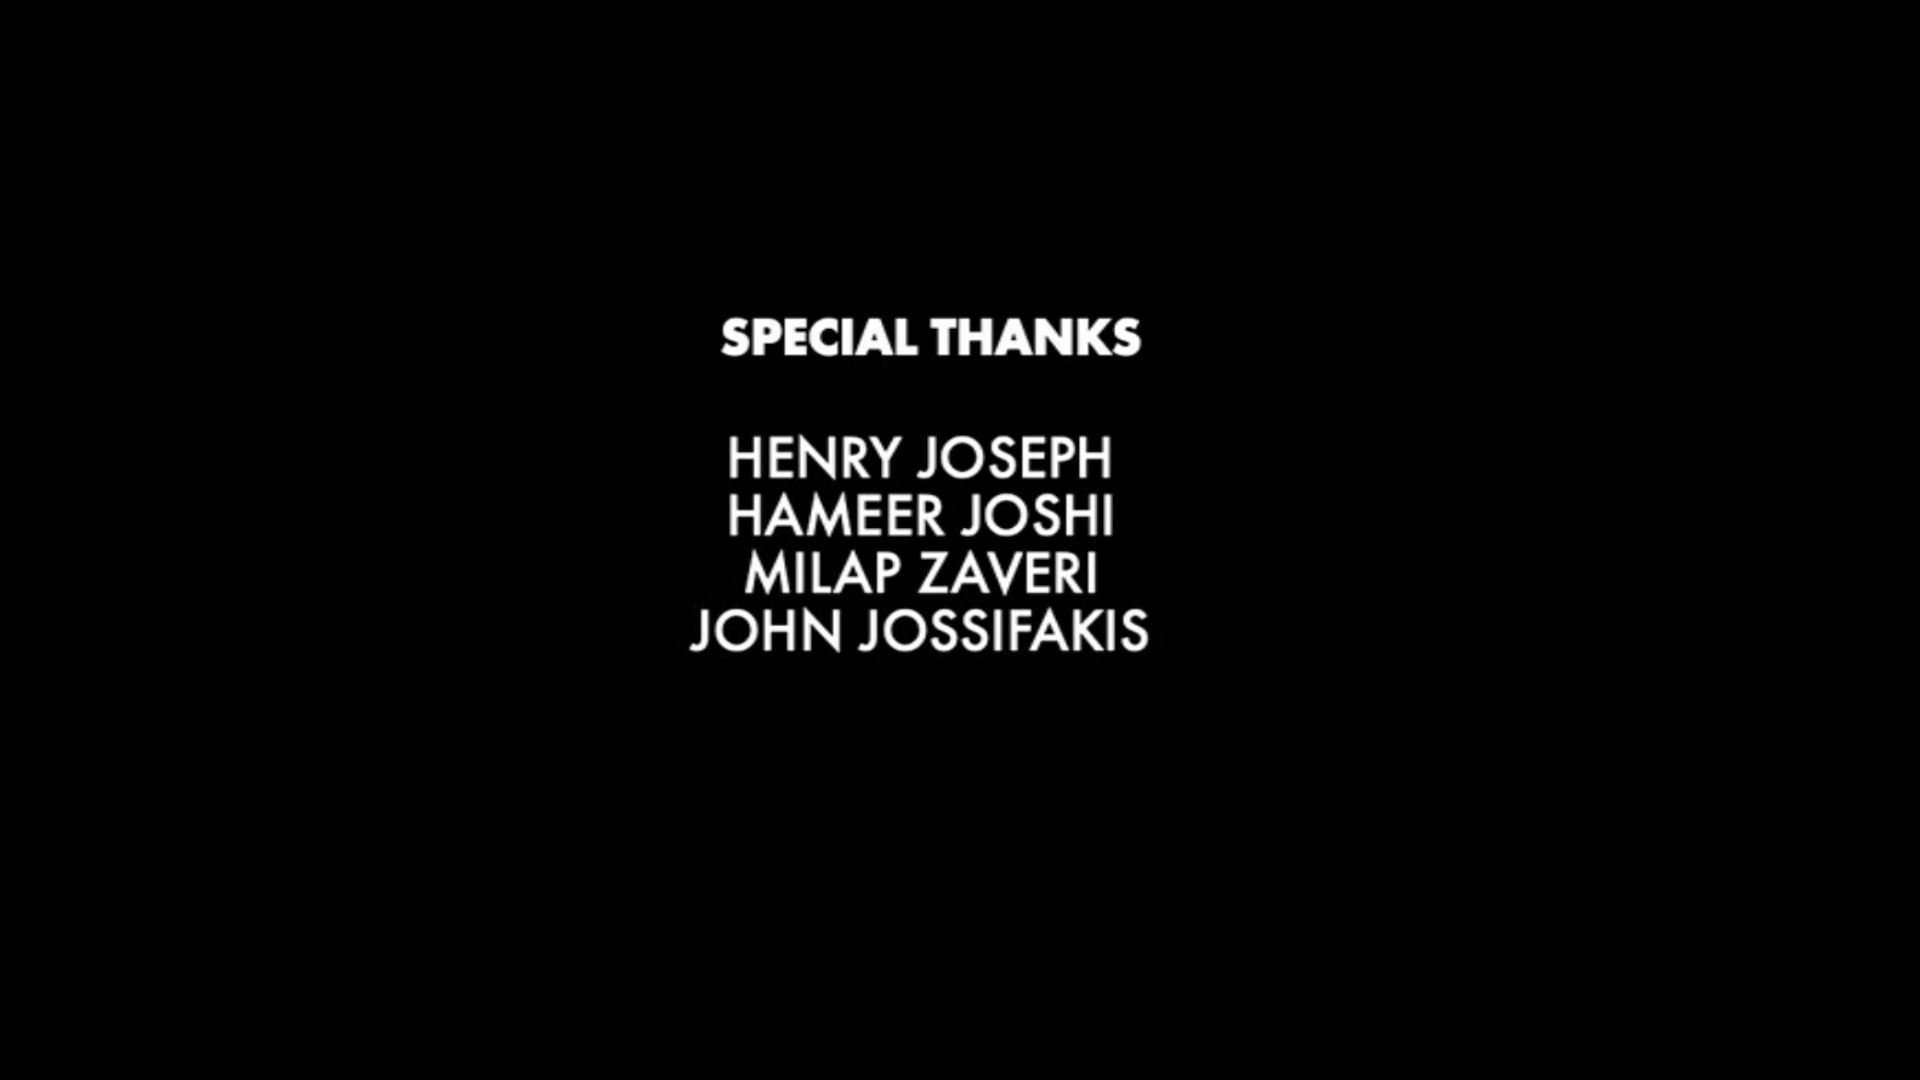 SPECIAL THANKS
HENRY JOSEPH
HAMEER JOSHI
MILAP ZAVERI
JOHN JOSSIFAKIS